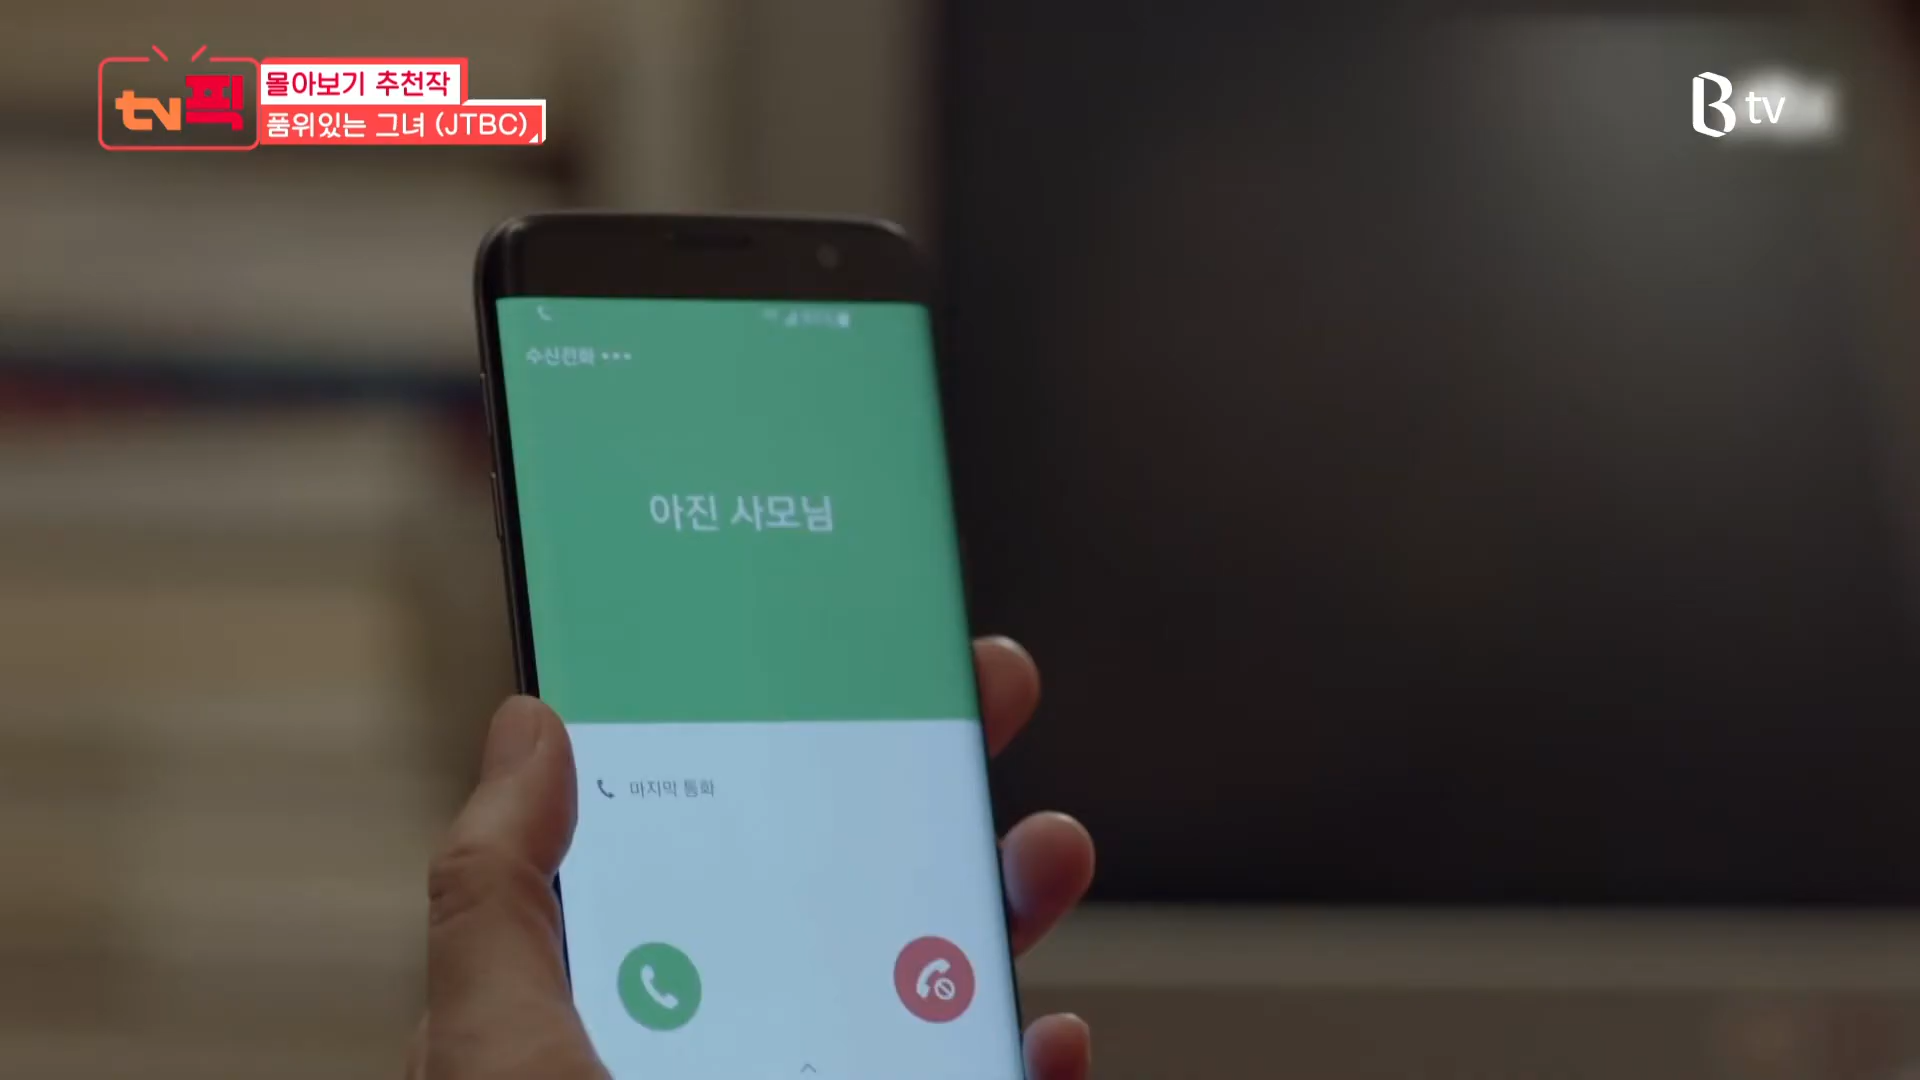 tv픽
몰아보기 추천작
품위있는 그녀 (JTBC)
B tv
수신전화 •••
아진 사모님
마지막 통화